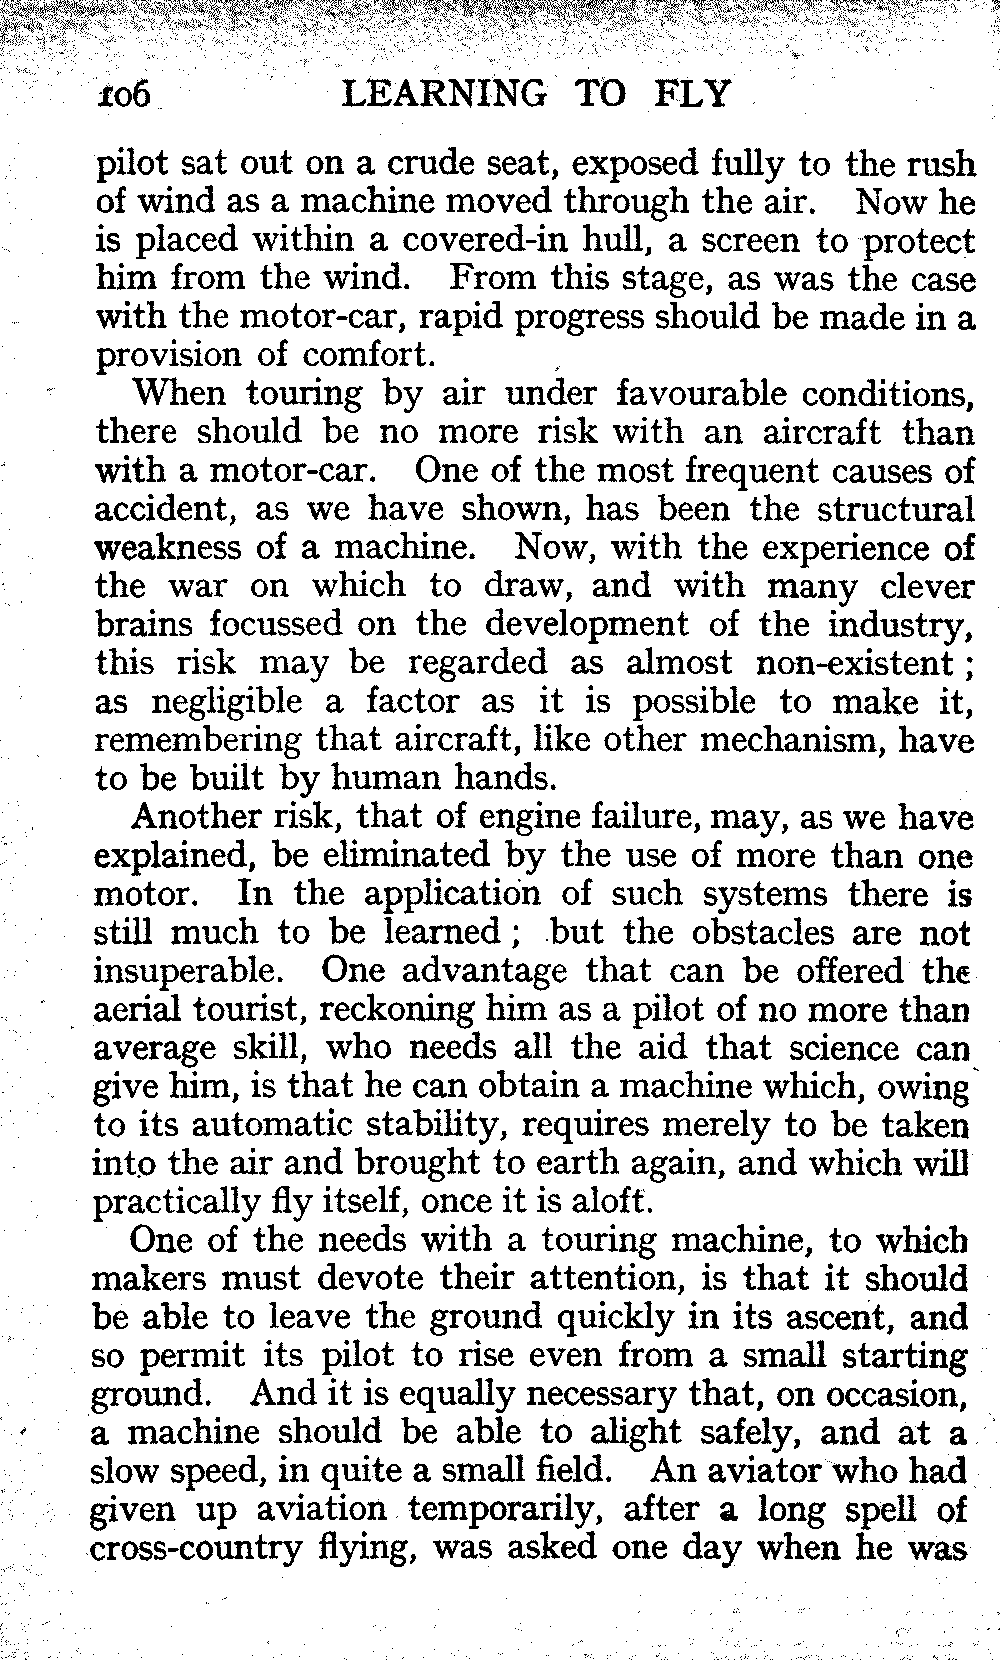 106 LEARNING TO FLY
pilot sat out on a crude seat, exposed fully to the rush
of wind as a machine moved through the air. Now he
is placed within a covered-in hull, a screen to protect
him from the wind. From this stage, as was the case
with the motor-car, rapid progress should be made in a
provision of comfort.
When touring by air under favourable conditions,
there should be no more risk with an aircraft than
with a motor-car. One of the most frequent causes of
accident, as we have shown, has been the structural
weakness of a machine. Now, with the experience of
the war on which to draw, and with many clever
brains focussed on the development of the industry,
this risk may be regarded as almost non-existent ;
as negligible a factor as it is possible to make it,
remembering that aircraft, like other mechanism, have
to be built by human hands.
Another risk, that of engine failure, may, as we have
explained, be eliminated by the use of more than one
motor. In the application of such systems there is
still much to be learned ; but the obstacles are not
insuperable. One advantage that can be offered the
aerial tourist, reckoning him as a pilot of no more than
average skill, who needs all the aid that science can
give him, is that he can obtain a machine which, owing
to its automatic stability, requires merely to be taken
into the air and brought to earth again, and which will
practically fly itself, once it is aloft.
One of the needs with a touring machine, to which
makers must devote their attention, is that it should
be able to leave the ground quickly in its ascent, and
so permit its pilot to rise even from a small starting
ground. And it is equally necessary that, on occasion,
a machine should be able to alight safely, and at a
slow speed, in quite a small field. An aviator who had
given up aviation temporarily, after a long spell of
cross-country flying, was asked one day when he was